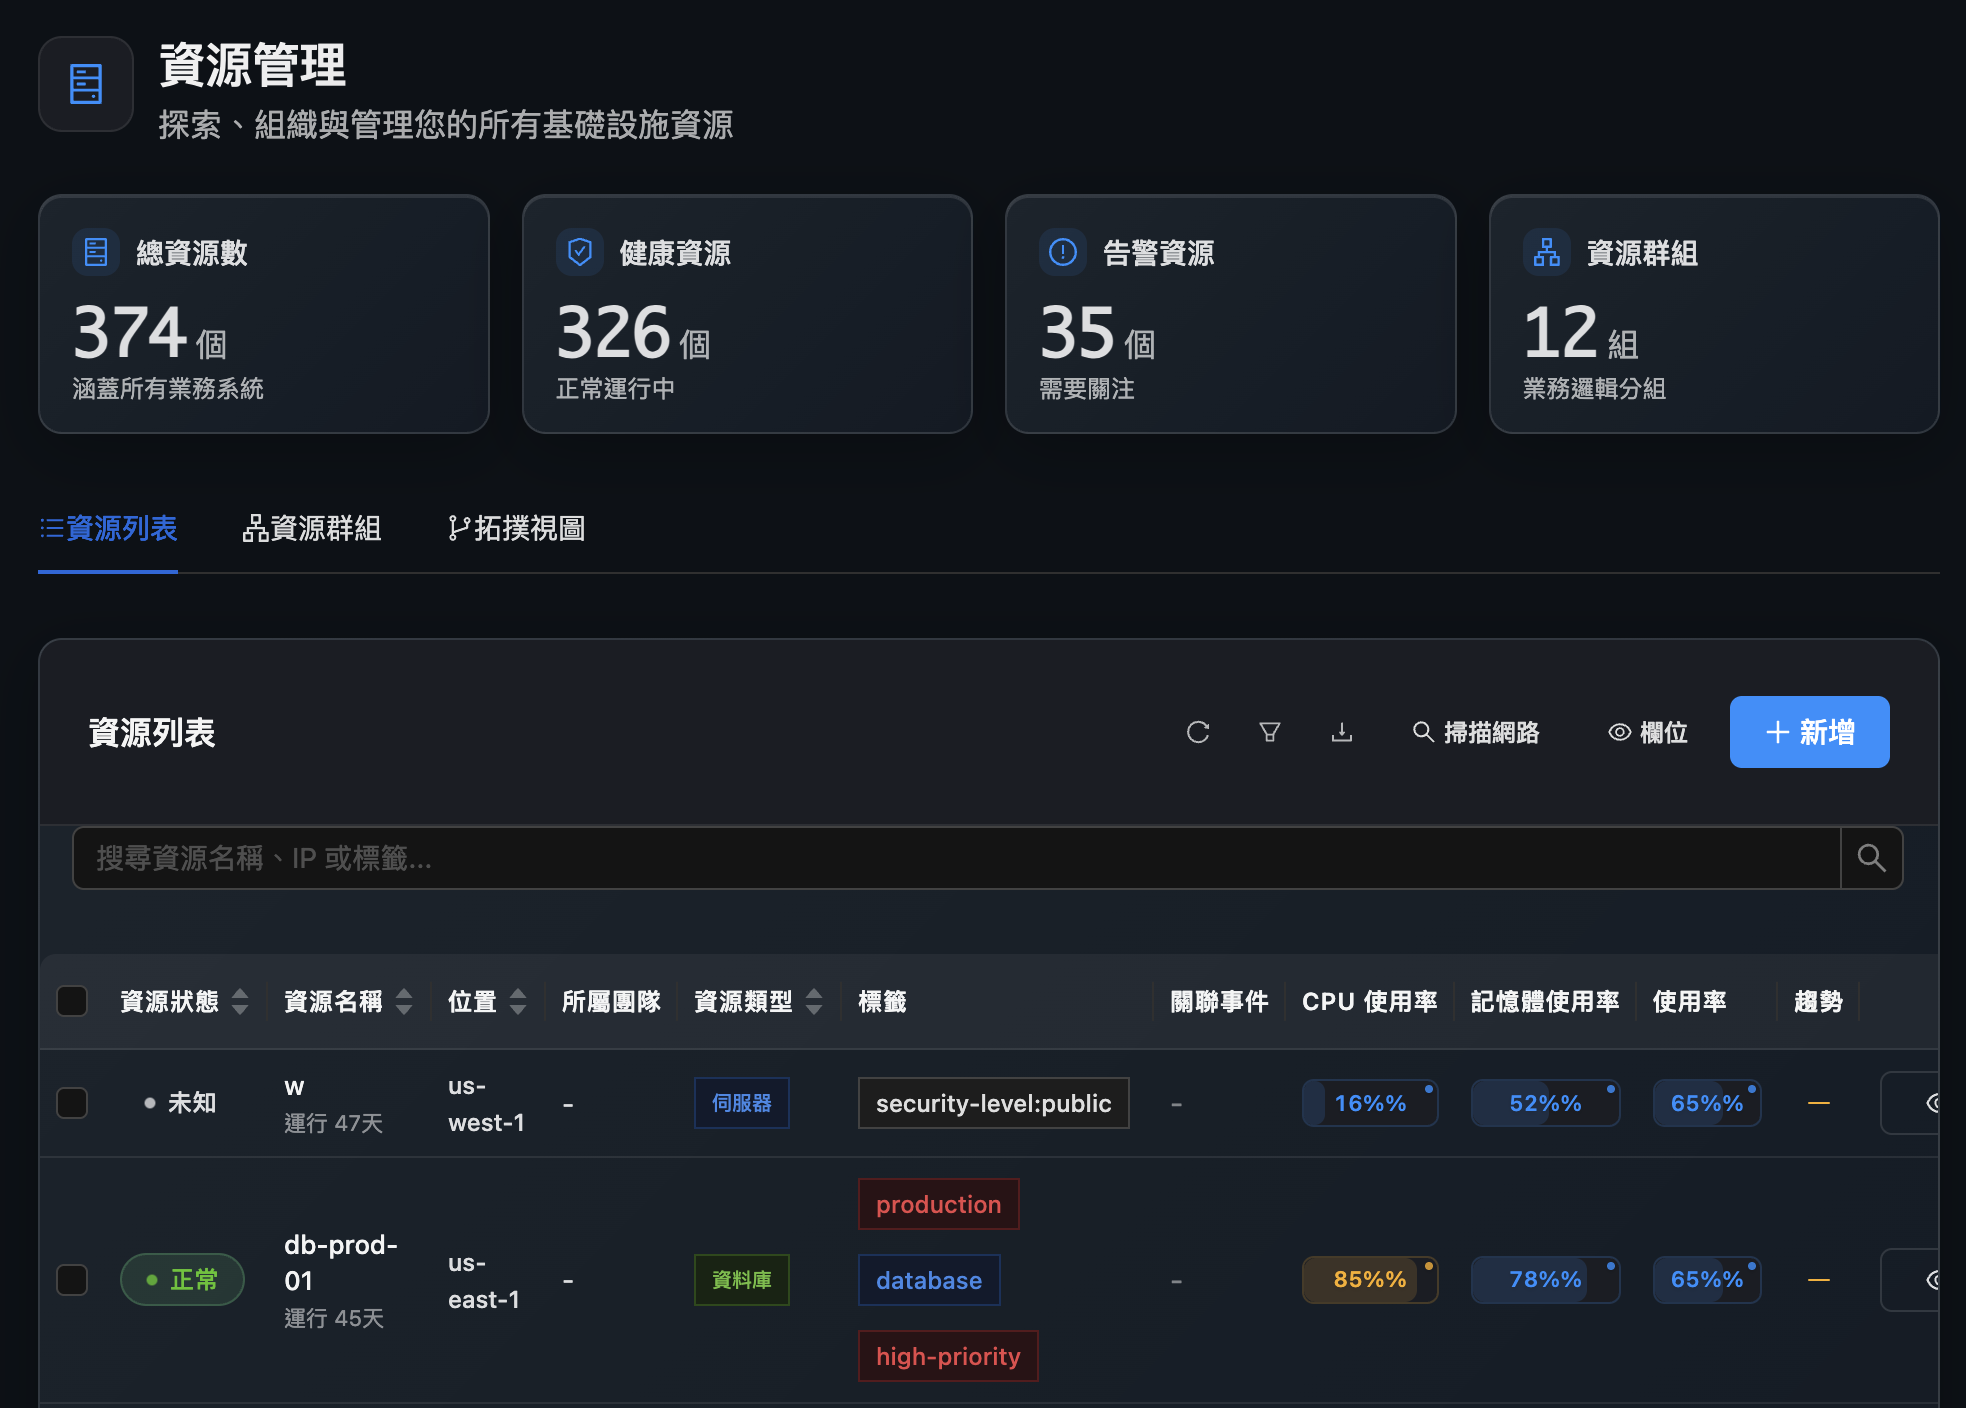 資源管理
探索、組織與管理您的所有基礎設施資源
總資源數
374 個
涵蓋所有業務系統
健康資源
326 個
正常運行中
告警資源
35 個
需要關注
資源群組
12 組
業務邏輯分組
資源列表
資源群組
拓撲視圖
資源列表
掃描網路
欄位
新增
搜尋資源名稱、IP 或標籤...
資源狀態
資源名稱
位置
所屬團隊
資源類型
標籤
關聯事件
CPU 使用率
記憶體使用率
使用率
趨勢
未知
w
運行 47天
us-
west-1
-
伺服器
security-level:public
-
16%%
52%%
65%%
正常
db-prod-
01
運行 45天
us-
east-1
-
資料庫
production
database
high-priority
-
85%%
78%%
65%%